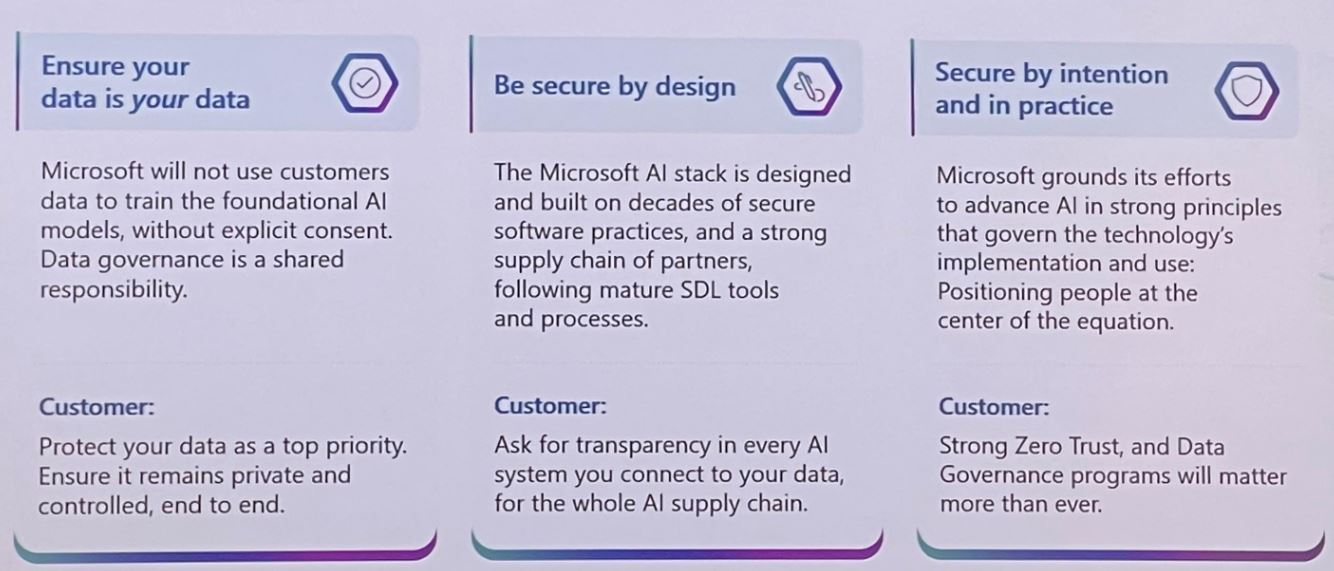 Ensure your
data is your data
Microsoft will not use customers
data to train the foundational AI
models, without explicit consent.
Data governance is a shared
responsibility.
Customer:
Protect your data as a top priority.
Ensure it remains private and
controlled, end to end.
Be secure by design
The Microsoft AI stack is designed
and built on decades of secure
software practices, and a strong
supply chain of partners,
following mature SDL tools
and processes.
Customer:
Ask for transparency in every AI
system you connect to your data,
for the whole AI supply chain.
Secure by intention
and in practice
Microsoft grounds its efforts
to advance AI in strong principles
that govern the technology's
implementation and use:
Positioning people at the
center of the equation.
Customer:
Strong Zero Trust, and Data
Governance programs will matter
more than ever.